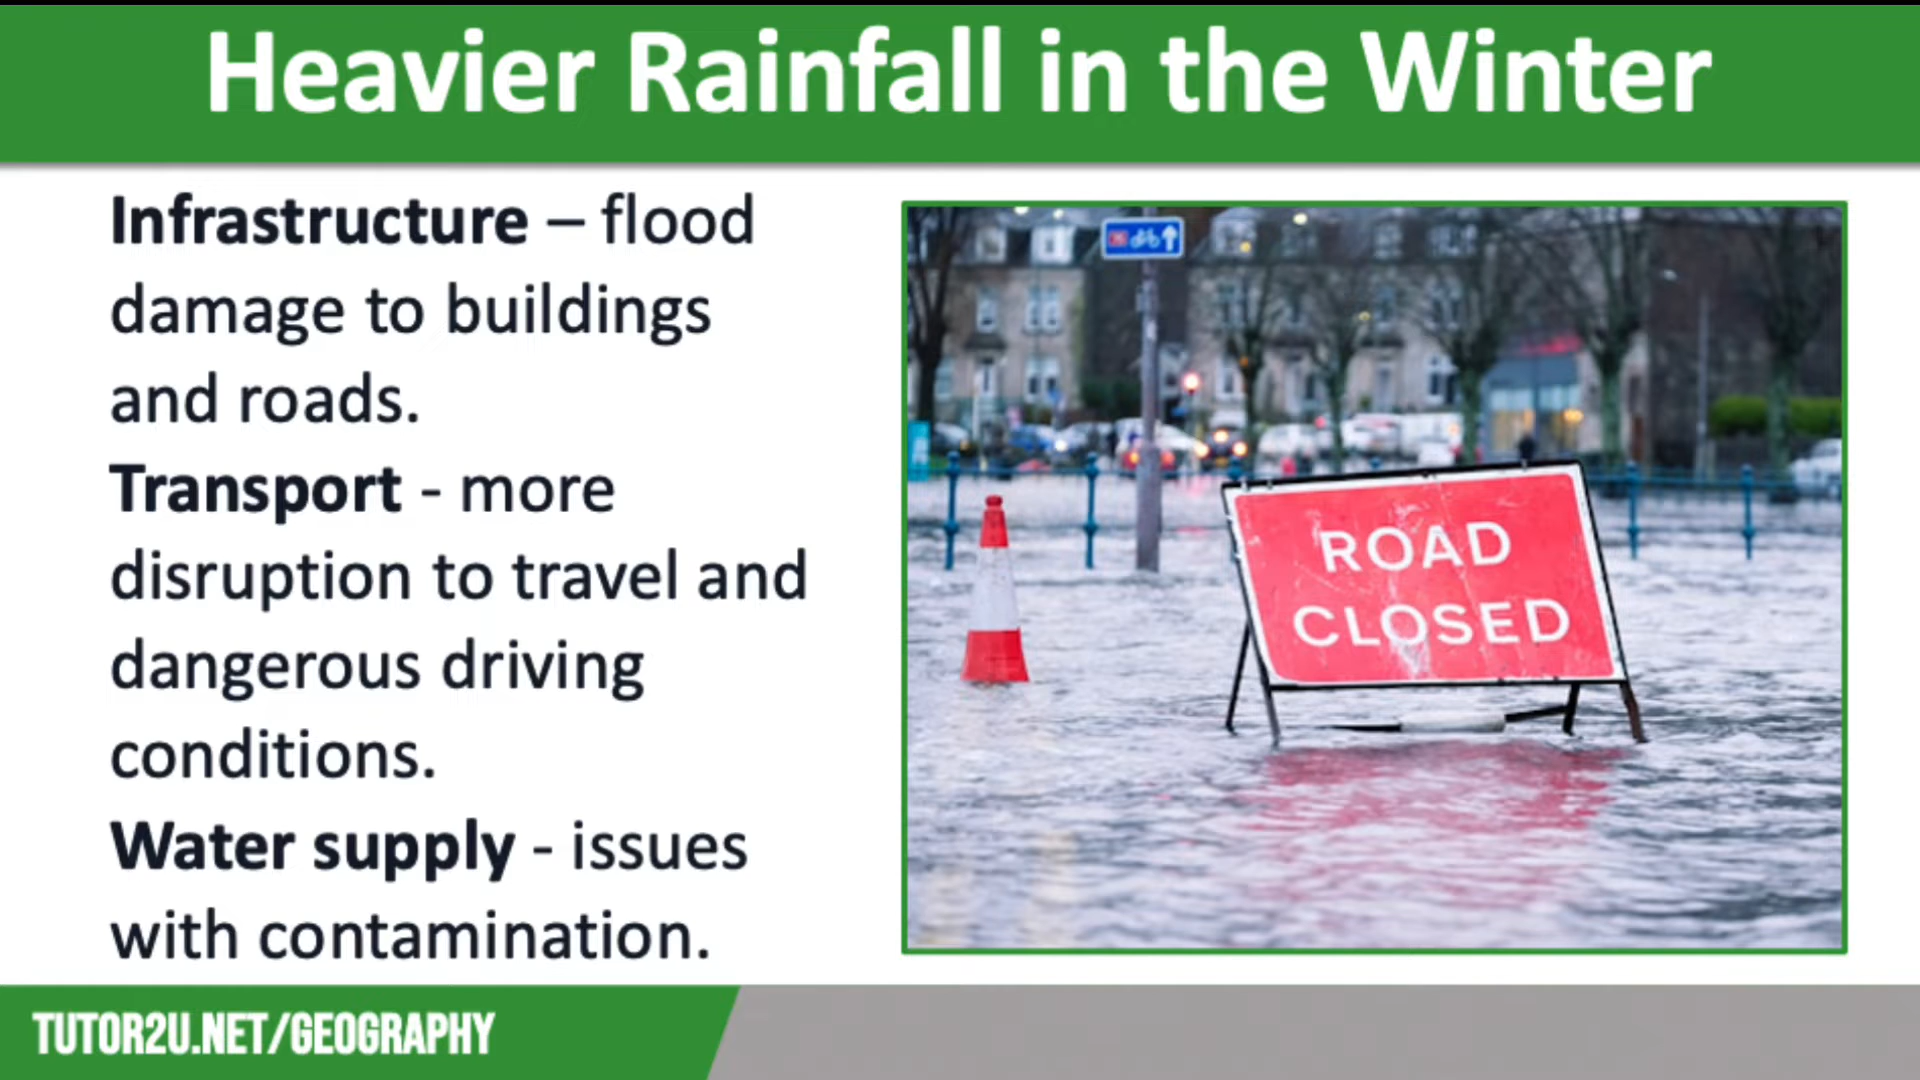 Heavier Rainfall in the Winter
Infrastructure – flood
damage to buildings
and roads.
Transport - more
disruption to travel and
dangerous driving
conditions.
Water supply - issues
with contamination.
ROAD
CLOSED
TUTOR2U.NET/GEOGRAPHY